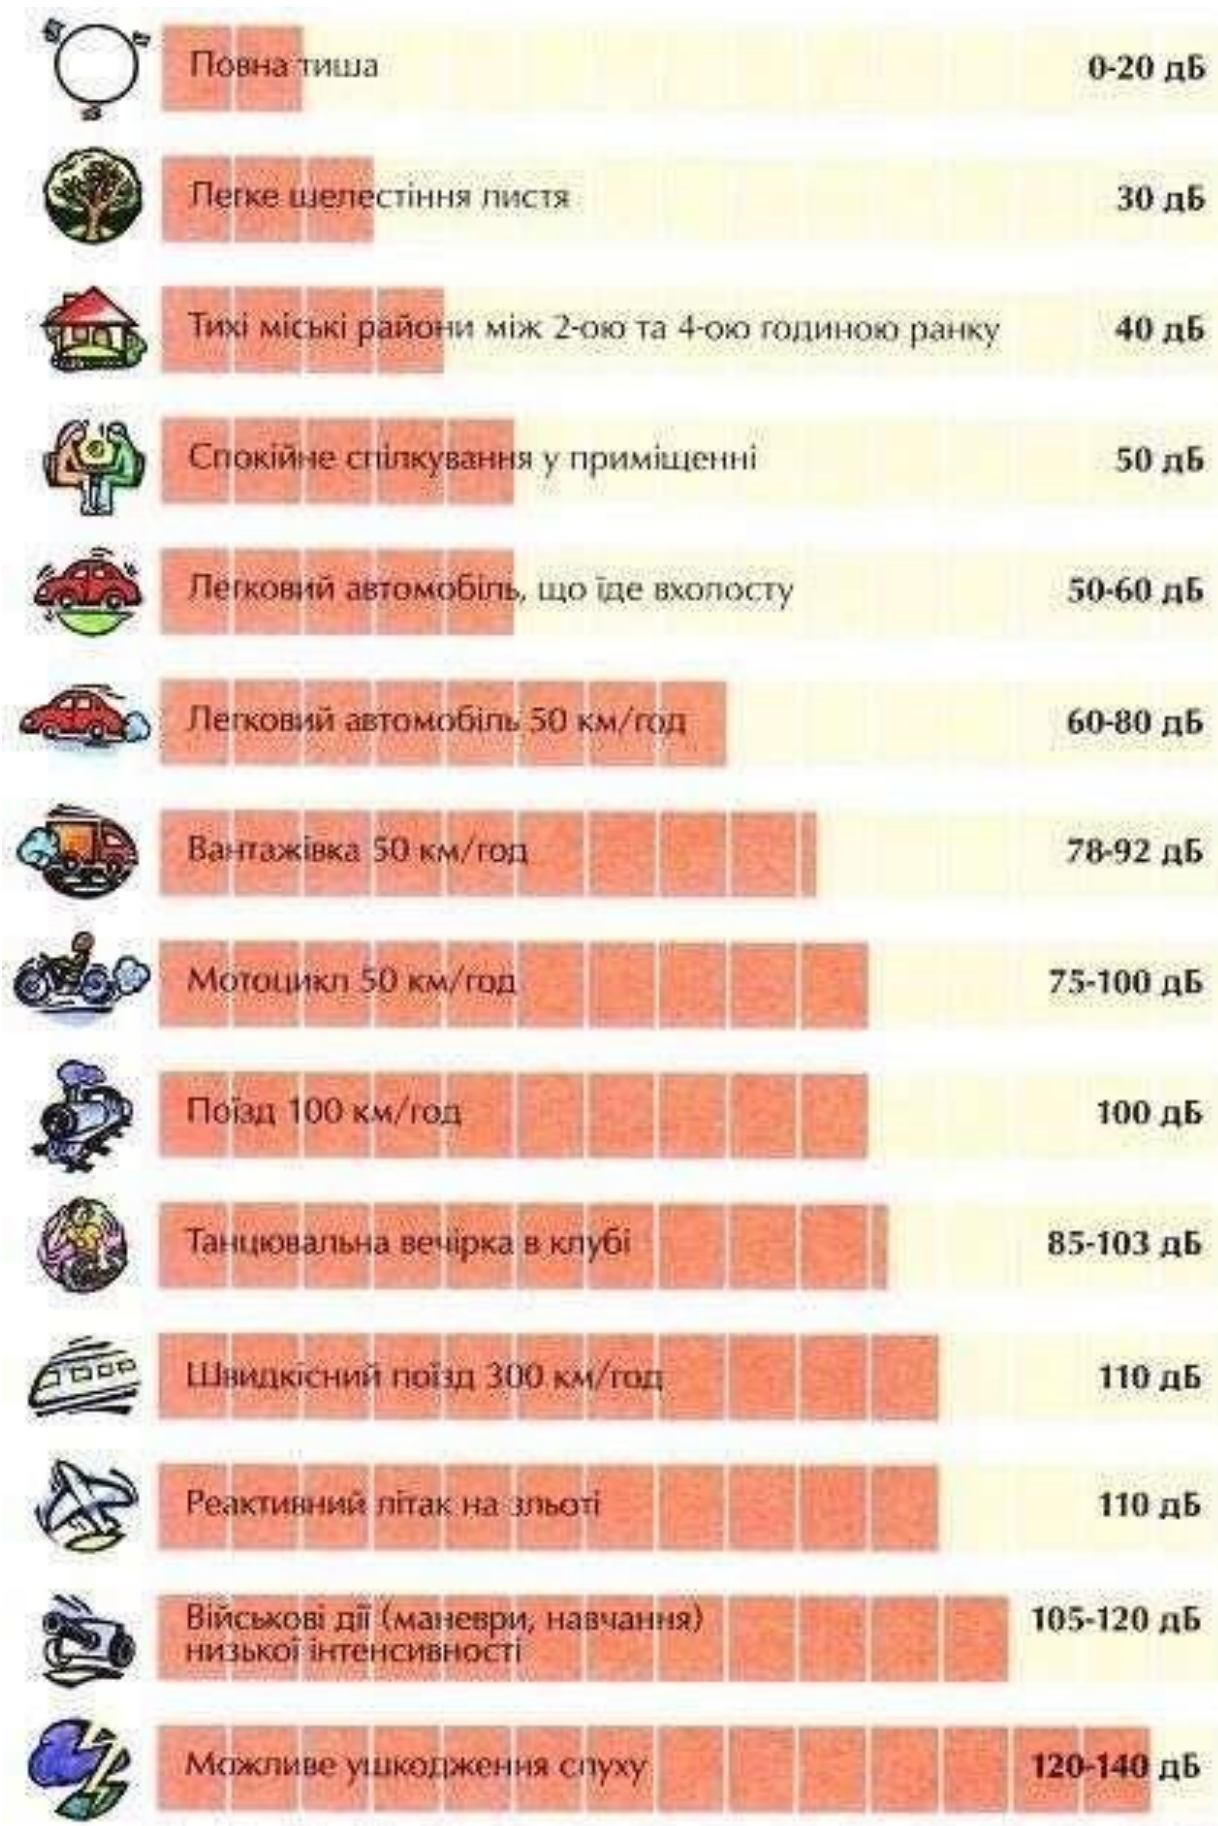 Повна тиша 0-20 дБ
Легке шелестіння листя 30 дБ
Тихі міські райони між 2-ою та 4-ою годиною ранку 40 дБ
Спокійне спілкування у приміщенні 50 дБ
Легковий автомобіль, що їде вхолосту 50-60 дБ
Легковий автомобіль 50 км/год 60-80 дБ
Вантажівка 50 км/год 78-92 дБ
Мотоцикл 50 км/год 75-100 дБ
Поїзд 100 км/год 100 дБ
Танцювальна вечірка в клубі 85-103 дБ
Швидкісний поїзд 300 км/год 110 дБ
Реактивний літак на зльоті 110 дБ
Військові дії (маневри, навчання) 105-120 дБ
низької інтенсивності
Можливе ушкодження слуху 120-140 дБ